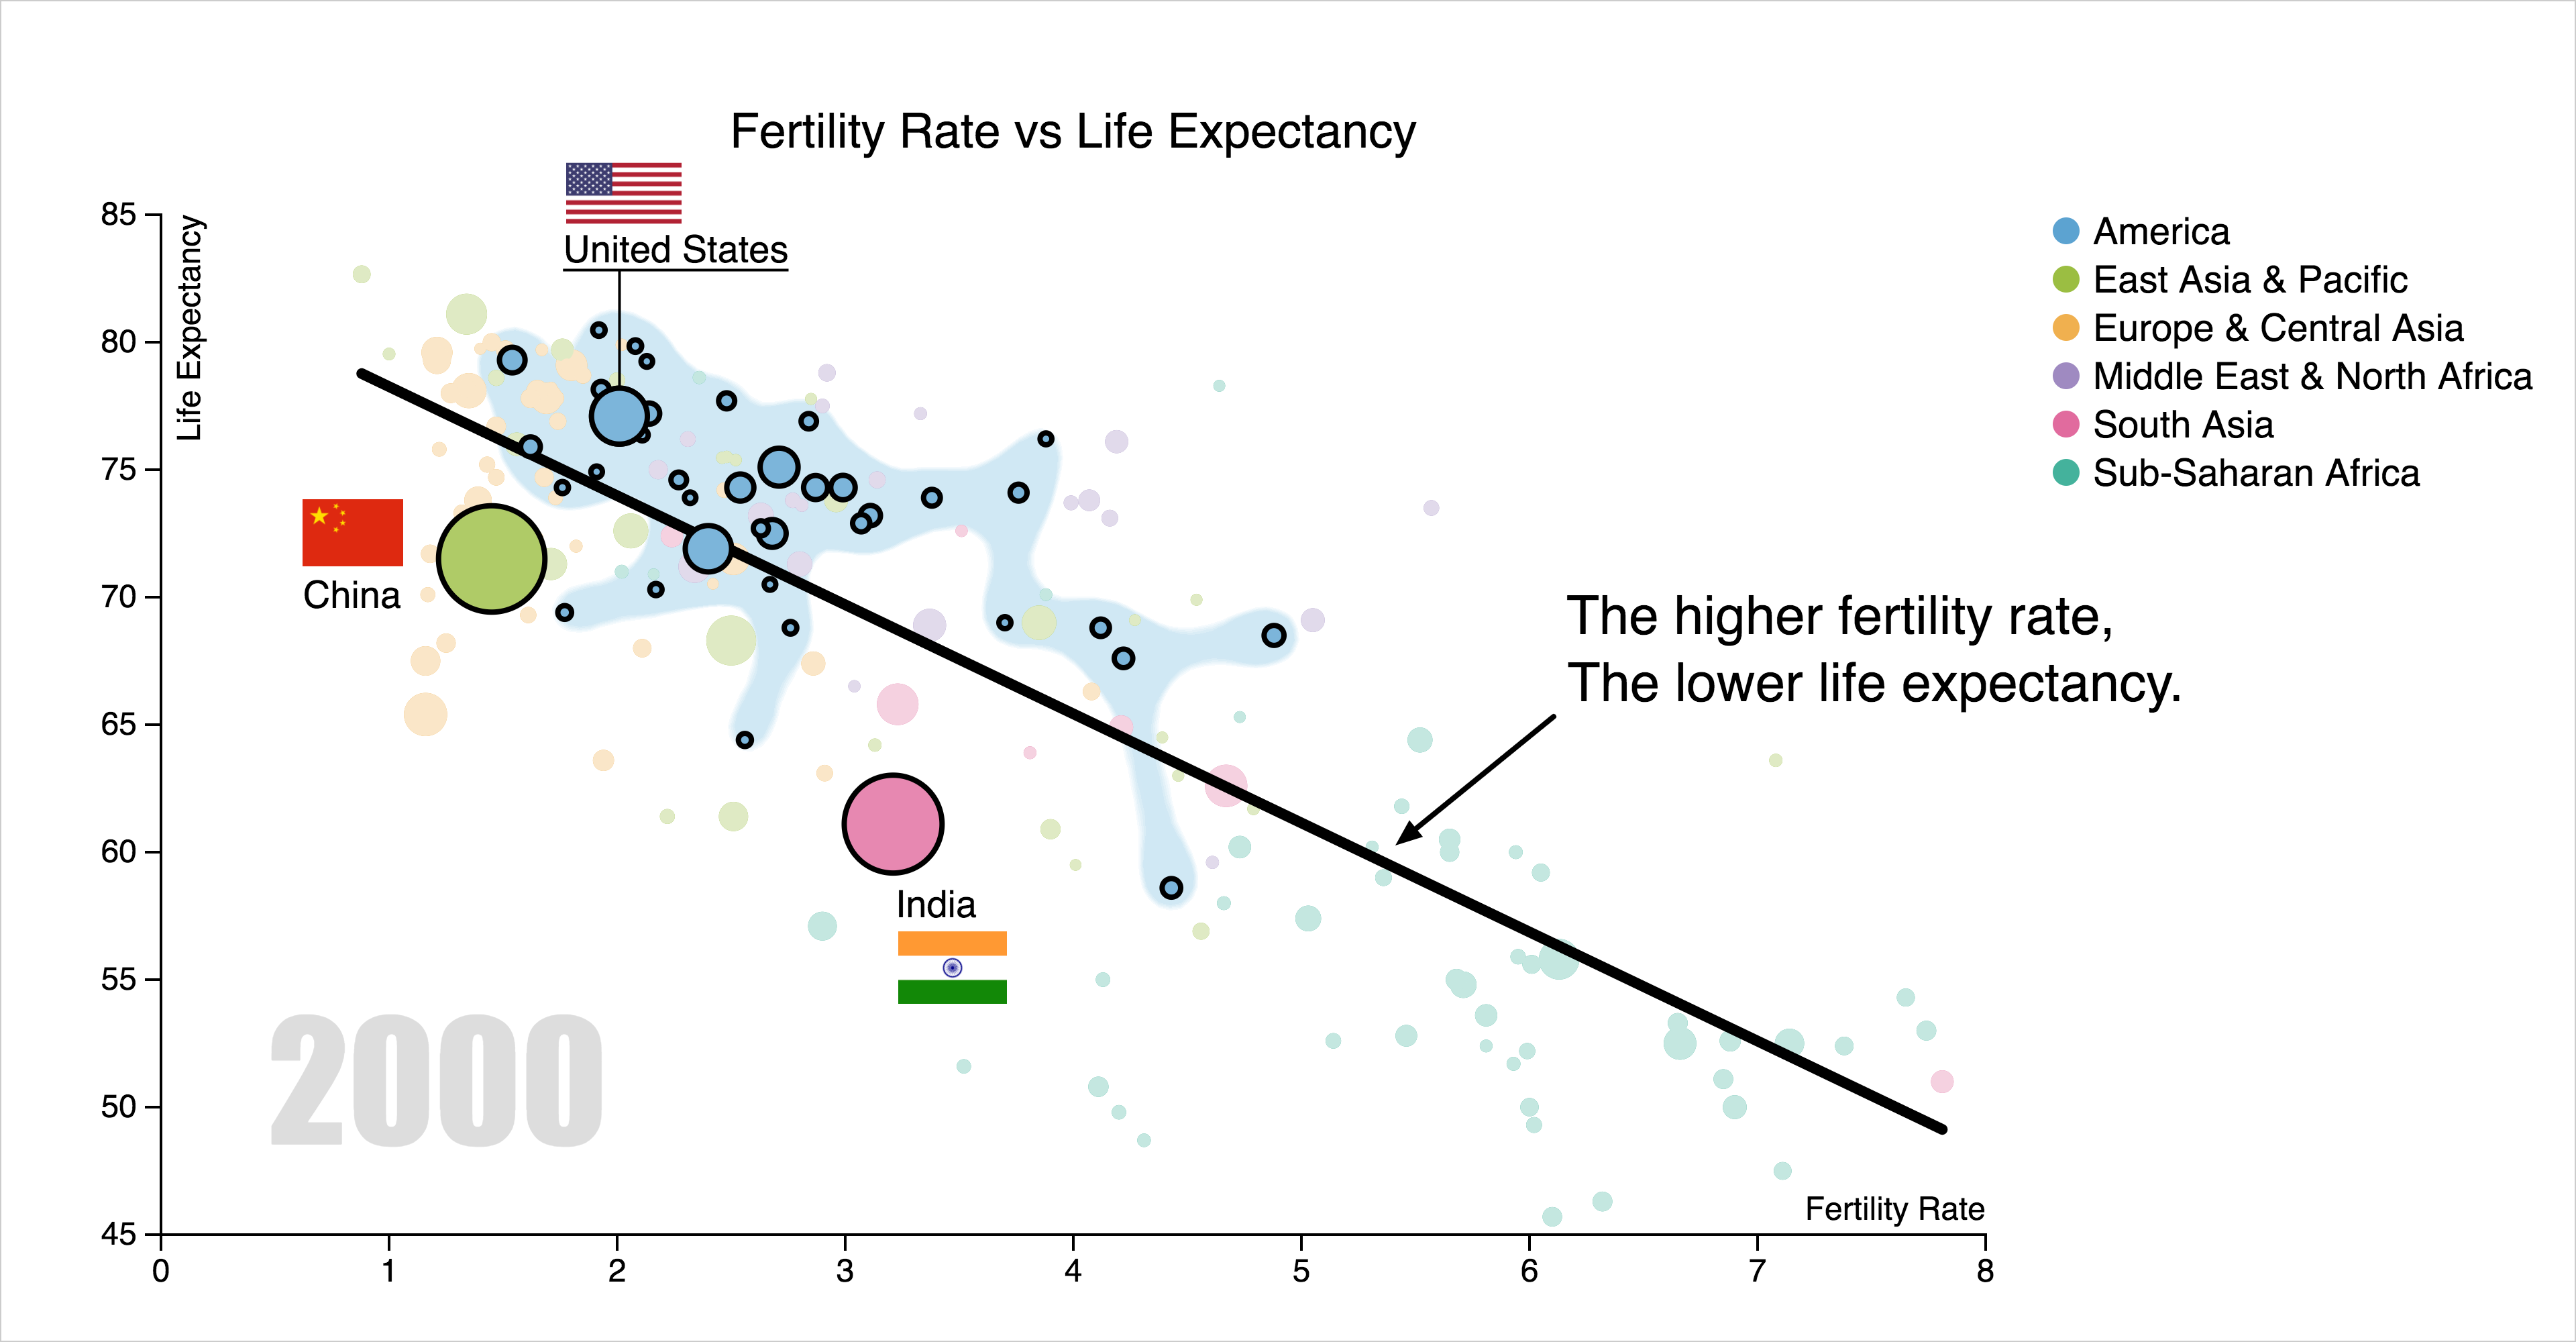 Fertility Rate vs Life Expectancy
United States
85
80
75
70
65
60
55
50
45
Life Expectancy
America
East Asia & Pacific
Europe & Central Asia
Middle East & North Africa
South Asia
Sub-Saharan Africa
China
The higher fertility rate,
The lower life expectancy.
India
2000
Fertility Rate
0 1 2 3 4 5 6 7 8